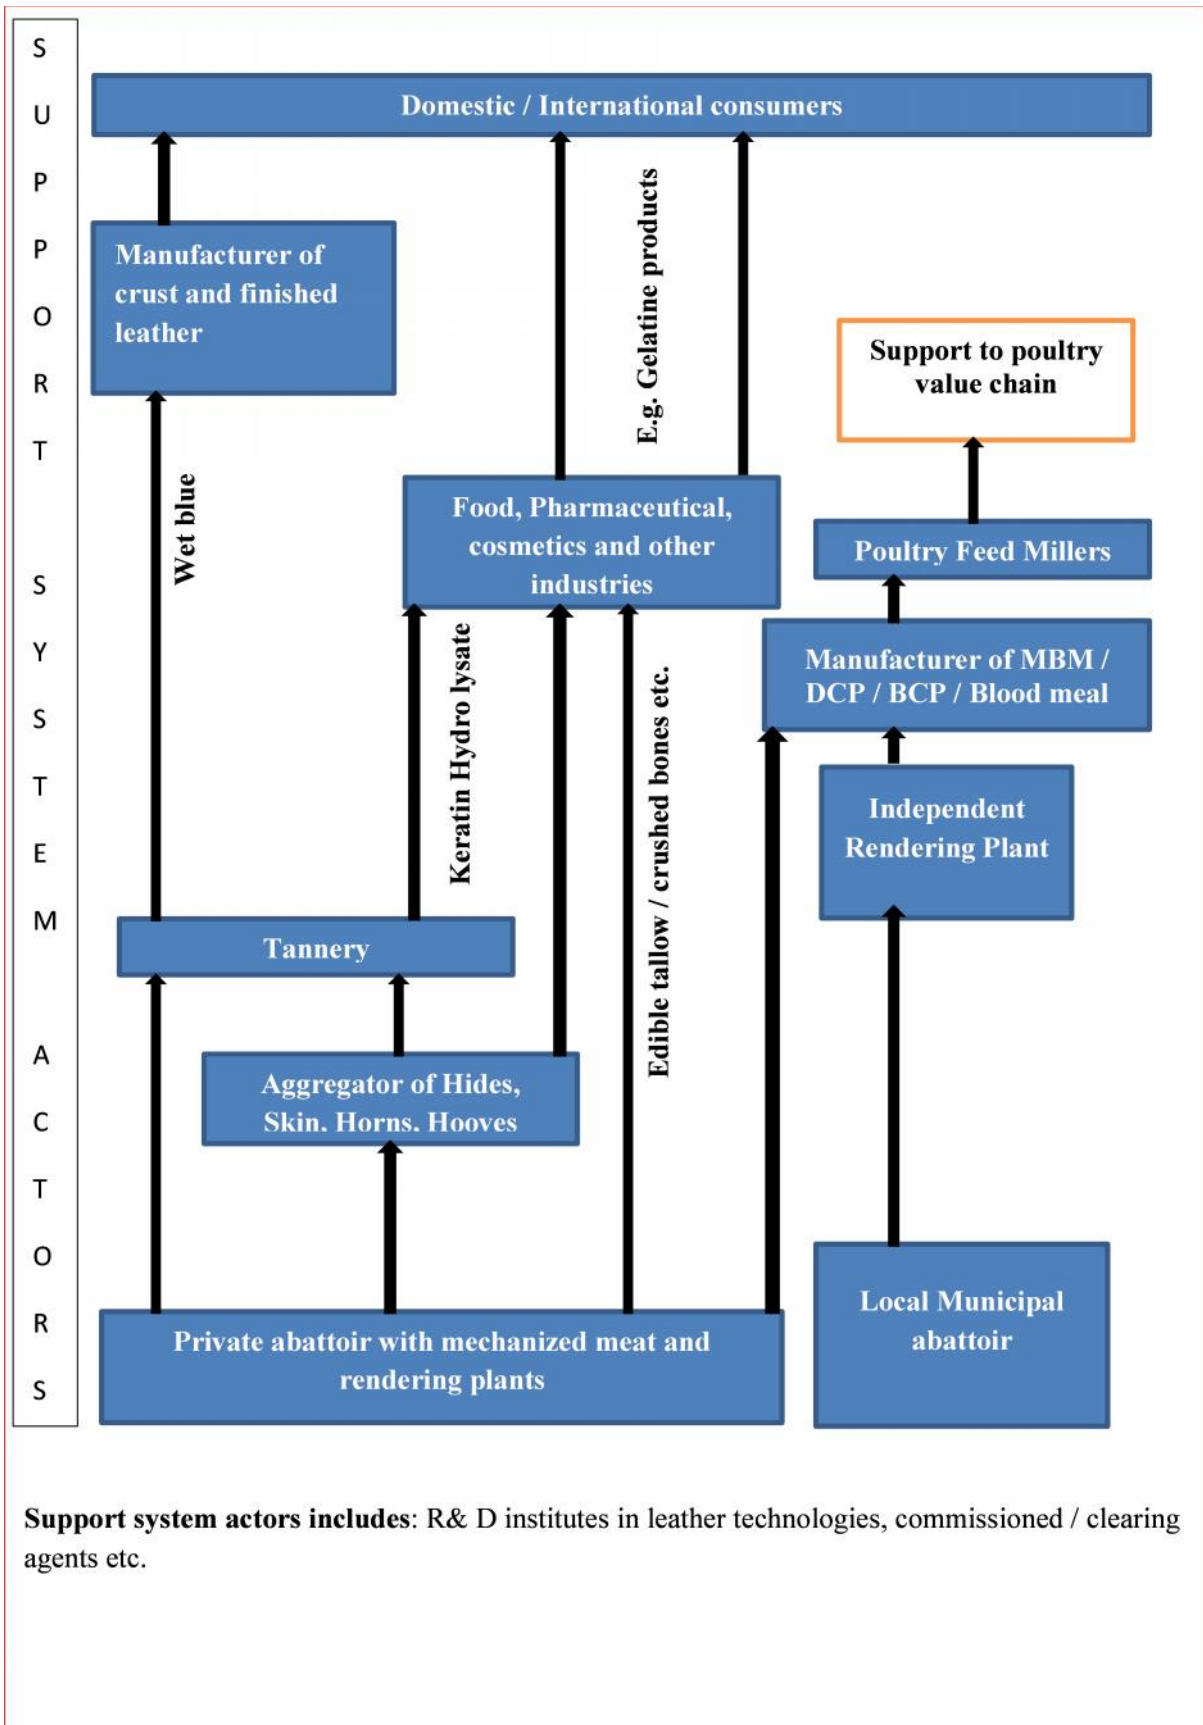 SUPPORT SYSTEM ACTORS
Domestic / International consumers
Manufacturer of
crust and finished
leather
E.g. Gelatine products
Support to poultry
value chain
Wet blue
Food, Pharmaceutical,
cosmetics and other
industries
Poultry Feed Millers
Keratin Hydro lysate
Edible tallow / crushed bones etc.
Manufacturer of MBM /
DCP / BCP / Blood meal
Independent
Rendering Plant
Tannery
Aggregator of Hides,
Skin, Horns, Hooves
Local Municipal
abattoir
Private abattoir with mechanized meat and
rendering plants
Support system actors includes: R& D institutes in leather technologies, commissioned / clearing
agents etc.